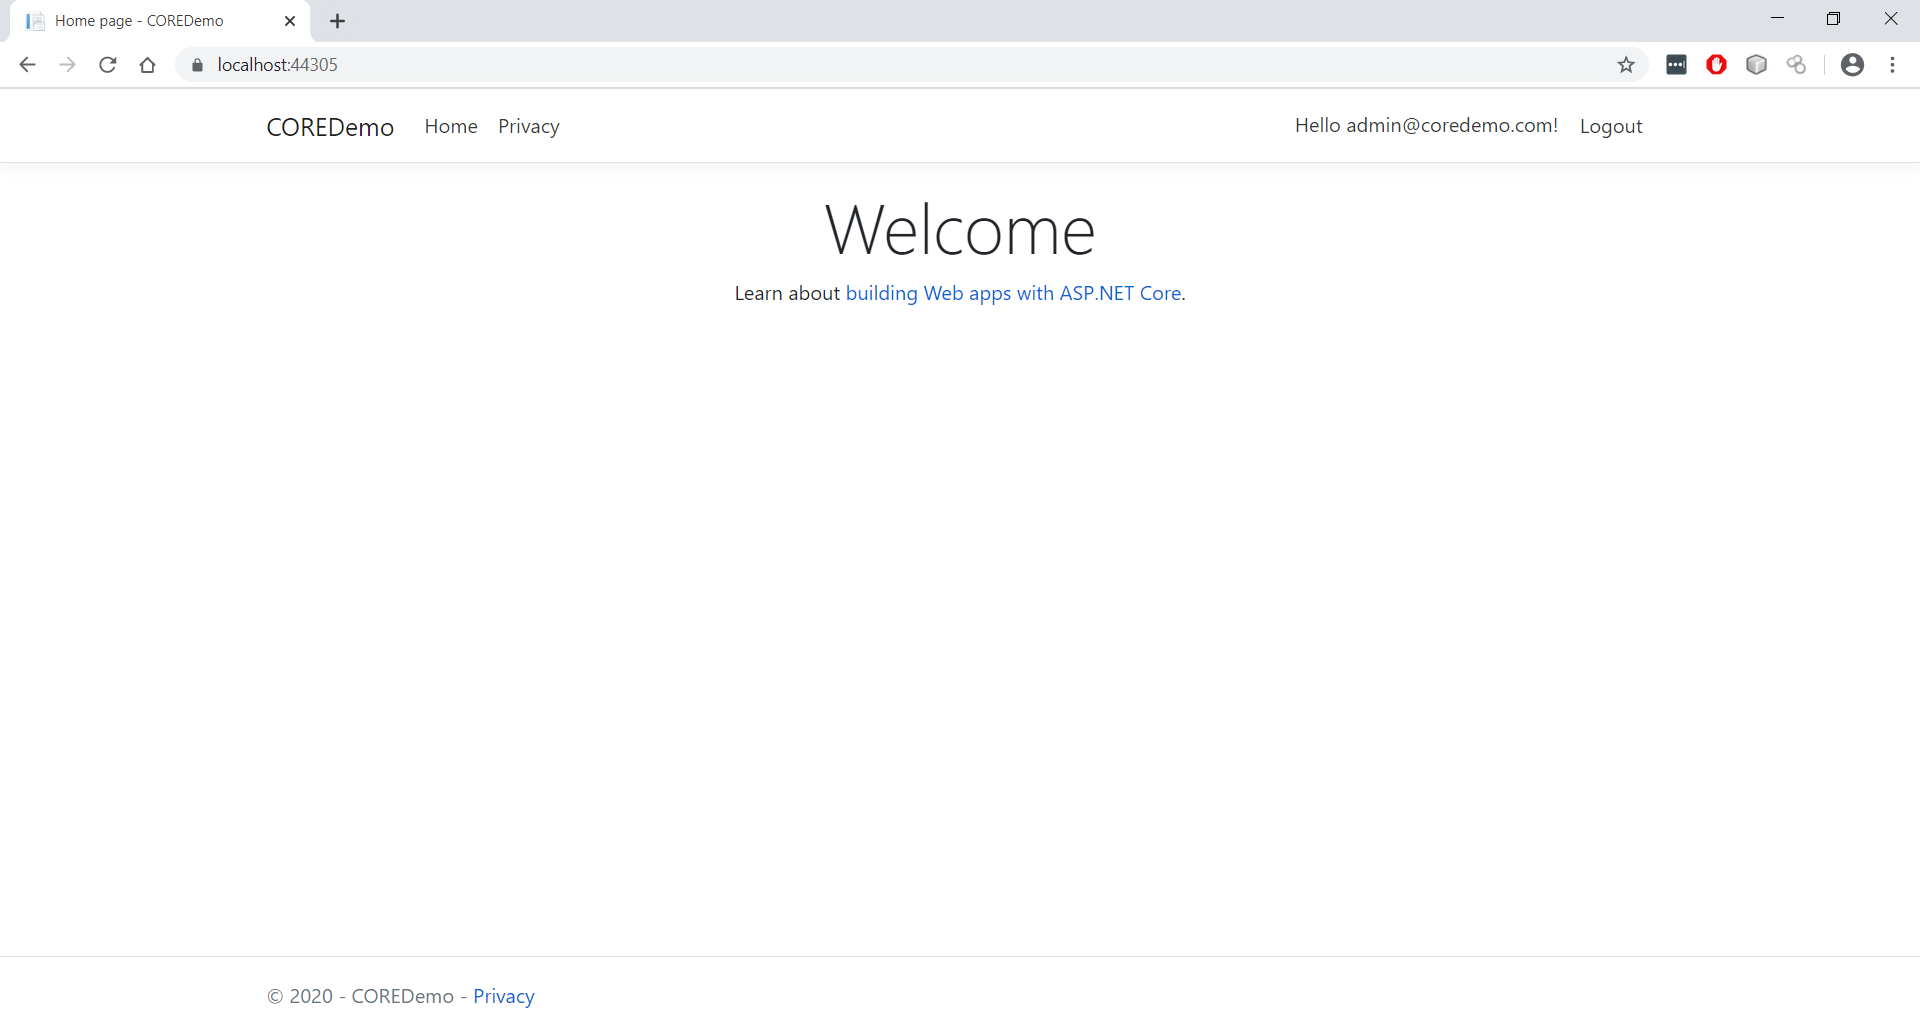 Home page - COREDemo
localhost:44305
COREDemo Home Privacy Hello admin@coredemo.com! Logout
Welcome
Learn about building Web apps with ASP.NET Core.
© 2020 - COREDemo - Privacy